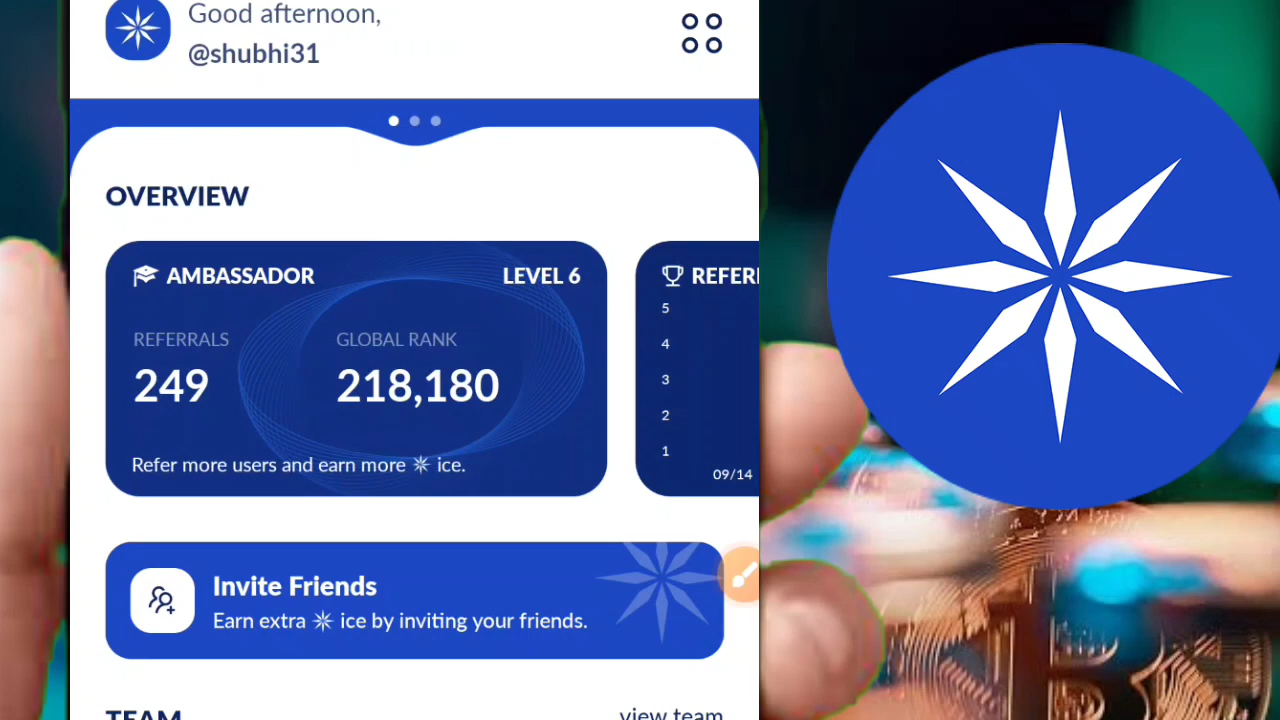 Good afternoon,
@shubhi31
OVERVIEW
AMBASSADOR LEVEL 6
REFERRALS GLOBAL RANK
249 218,180
Refer more users and earn more ice.
REFER
5
4
3
2
1
09/14
Invite Friends
Earn extra ice by inviting your friends.
TEAM view team